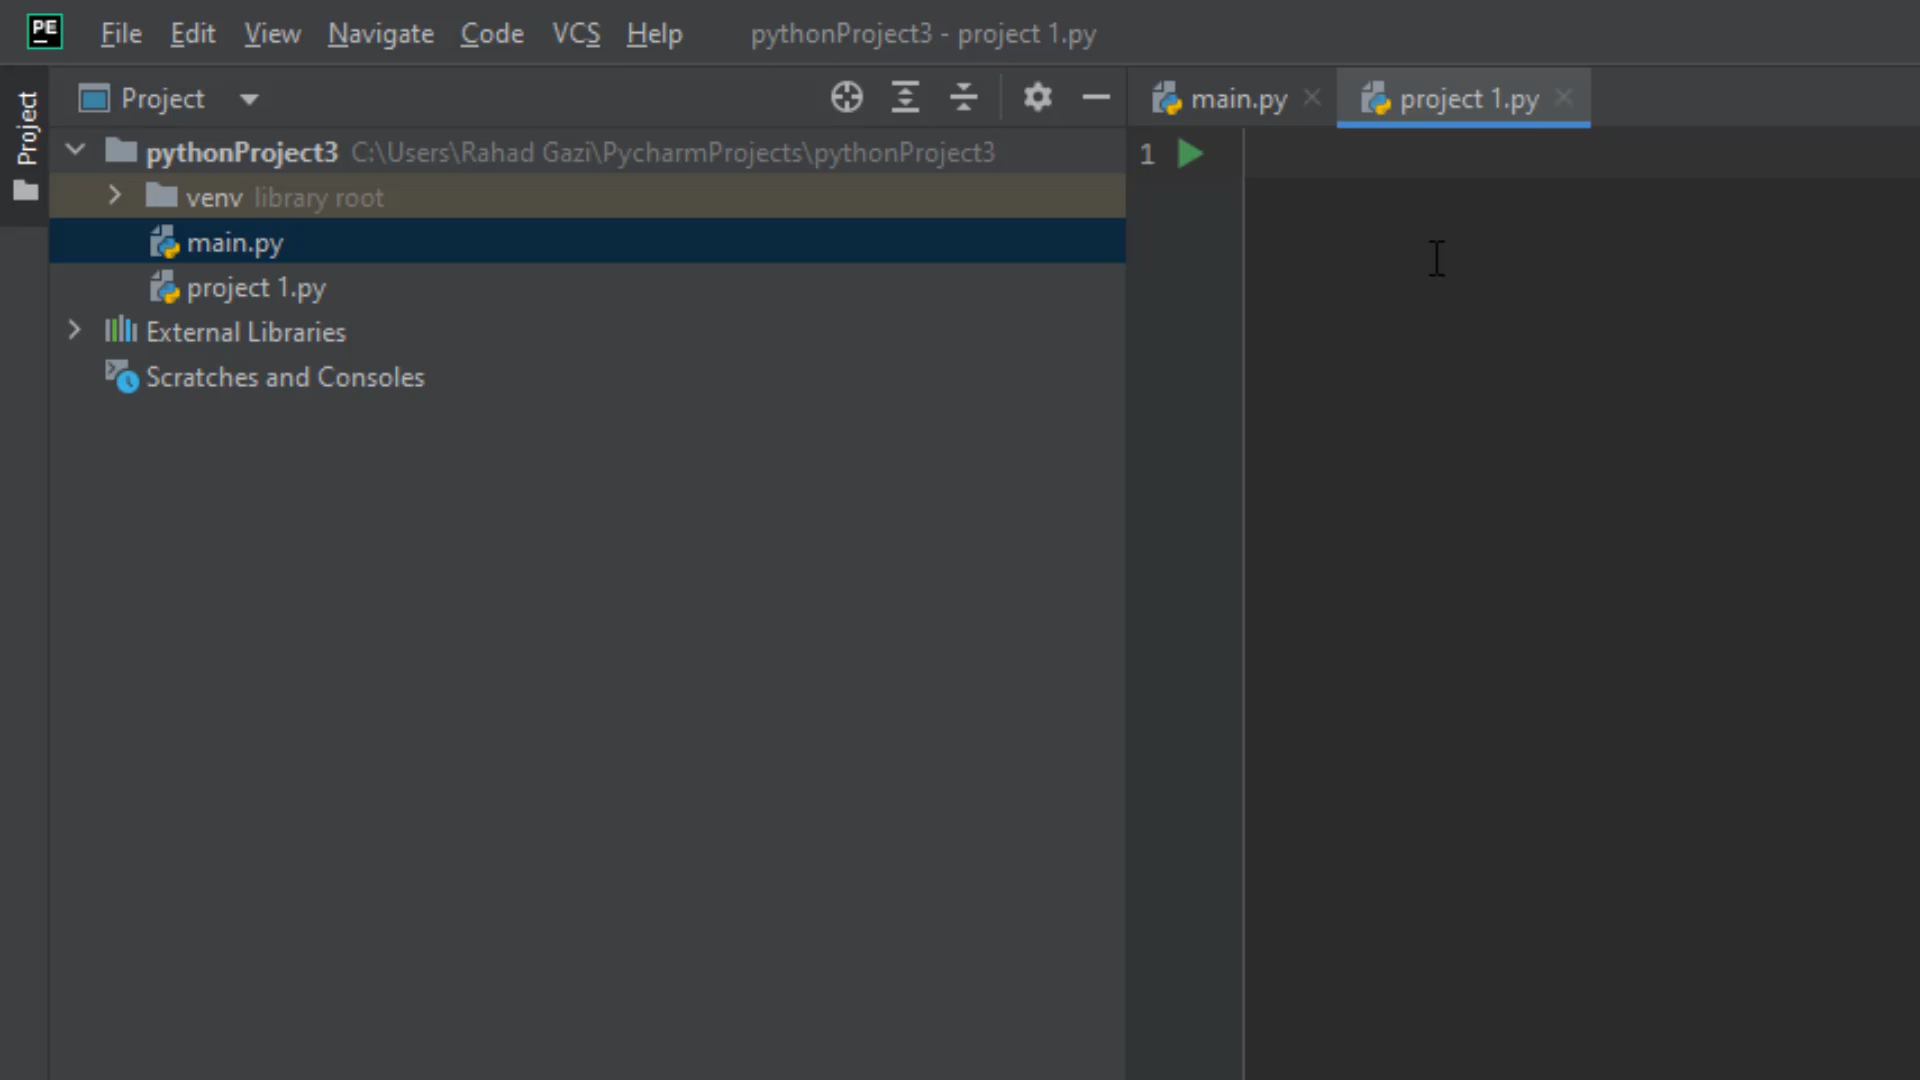 PE File Edit View Navigate Code VCS Help pythonProject3 - project 1.py
Project
Project
main.py
project 1.py
pythonProject3 C:\Users\Rahad Gazi\PycharmProjects\pythonProject3
1
venv library root
main.py
project 1.py
External Libraries
Scratches and Consoles